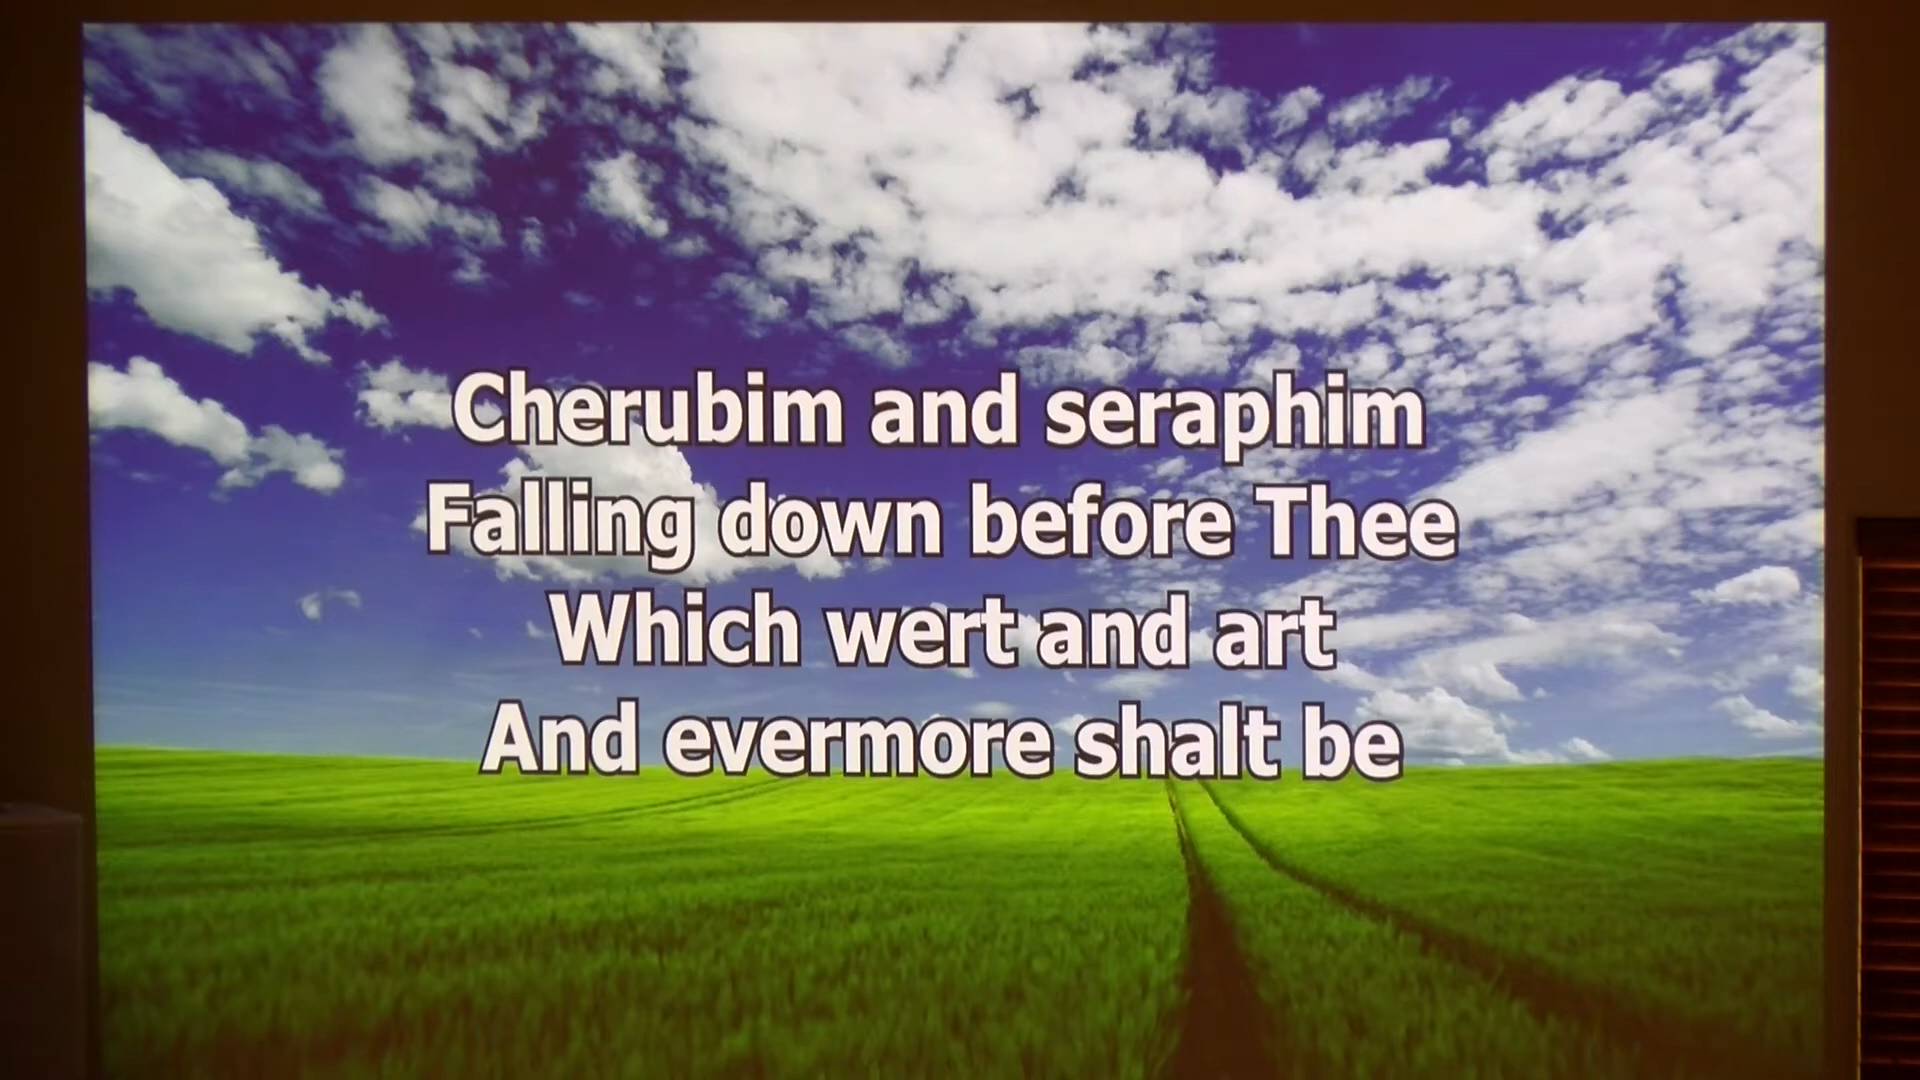 Cherubim and seraphim
Falling down before Thee
Which wert and art
And evermore shalt be